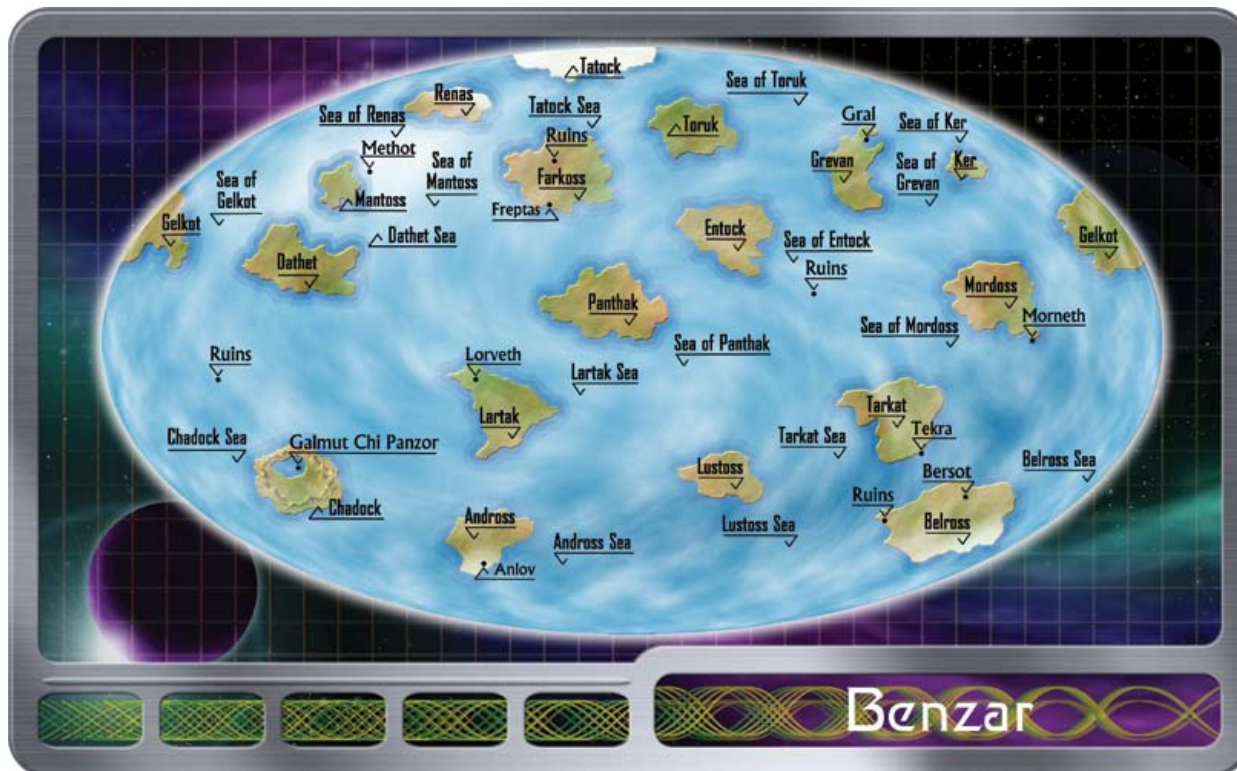 Tatock
Sea of Toruk
Renas
Sea of Renas
Tatock Sea
Toruk
Gral
Sea of Ker
Methot
Ruins
Sea of
Mantoss
Farkoss
Grevan
Sea of
Grevan
Ker
Sea of
Gelkot
Mantoss
Freptas
Gelkot
Dathet Sea
Entock
Sea of Entock
Gelkot
Dathet
Ruins
Panthak
Mordoss
Morneth
Sea of Mordoss
Sea of Panthak
Ruins
Lorveth
Lartak Sea
Lartak
Tarkat
Tekra
Chadock Sea
Galmut Chi Panzor
Tarkat Sea
Belross Sea
Lustoss
Bersot
Chadock
Ruins
Andross
Andross Sea
Lustoss Sea
Belross
Anlov
Benzar